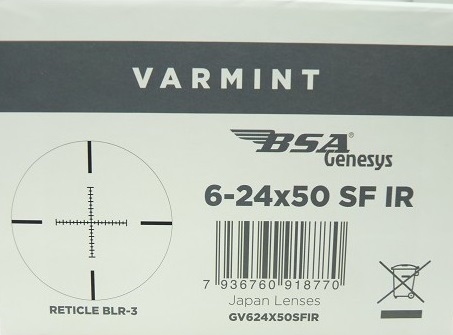 VARMINT
BSA®
Genesys
6-24x50 SF IR
7 936760 918770
Japan Lenses
GV624X50SFIR
RETICLE BLR-3